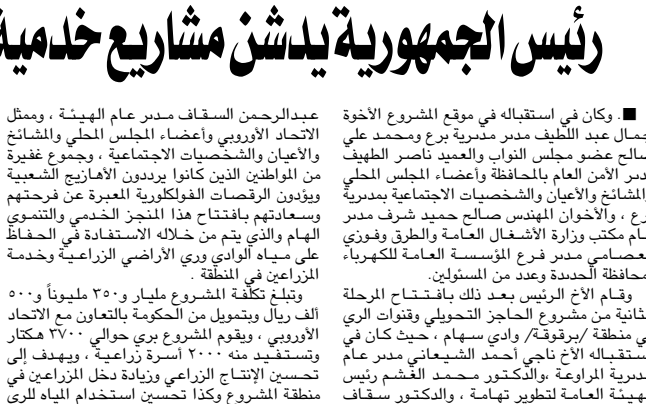 رئيس الجمهورية يدشن مشاريع خدمية
■. وكان في استقباله في موقع المشروع الأخوة
جمال عبد اللطيف مدير مديرية برع ومحمد علي
صالح عضو مجلس النواب والعميد ناصر الطهيف
مدير الأمن العام بالمحافظة وأعضاء المجلس المحلي
والمشائخ والأعيان والشخصيات الاجتماعية بمديرية
برع ، والأخوان المهندس صالح حميد شرف مدير
عام مكتب وزارة الأشغال العامة والطرق وفوزي
العصامي مدير فرع المؤسسة العامة للكهرباء
بمحافظة الحديدة وعدد من المسئولين.
وقام الأخ الرئيس بعد ذلك بافتتاح المرحلة
الثانية من مشروع الحاجز التحويلي وقنوات الري
في منطقة /برقوقة/ وادي سهام ، حيث كان في
استقباله الأخ ناجي أحمد الشيعاني مدير عام
مديرية المراوعة ،والدكتور محمد الغشم رئيس
الهيئة العامة لتطوير تهامة ، والدكتور سقاف
عبدالرحمن السقاف مدير عام الهيئة ، وممثل
الاتحاد الأوروبي وأعضاء المجلس المحلي والمشائخ
والأعيان والشخصيات الاجتماعية ، وجموع غفيرة
من المواطنين الذين كانوا يرددون الأهازيج الشعبية
ويؤدون الرقصات الفولكلورية المعبرة عن فرحتهم
وسعادتهم بافتتاح هذا المنجز الخدمي والتنموي
الهام والذي يتم من خلاله الاستفادة في الحفاظ
على مياه الوادي وري الأراضي الزراعية وخدمة
المزراعين في المنطقة .
وتبلغ تكلفة المشروع مليار و٣٥٠ مليوناً و٥٠٠
ألف ريال وبتمويل من الحكومة بالتعاون مع الاتحاد
الأوروبي ، ويقوم المشروع بري حوالي ٣٧٠٠ هكتار
وتستفيد منه ٢٠٠٠ أسرة زراعية ، ويهدف إلى
تحسين الإنتاج الزراعي وزيادة دخل المزراعين في
منطقة المشروع وكذا تحسين استخدام المياه للري